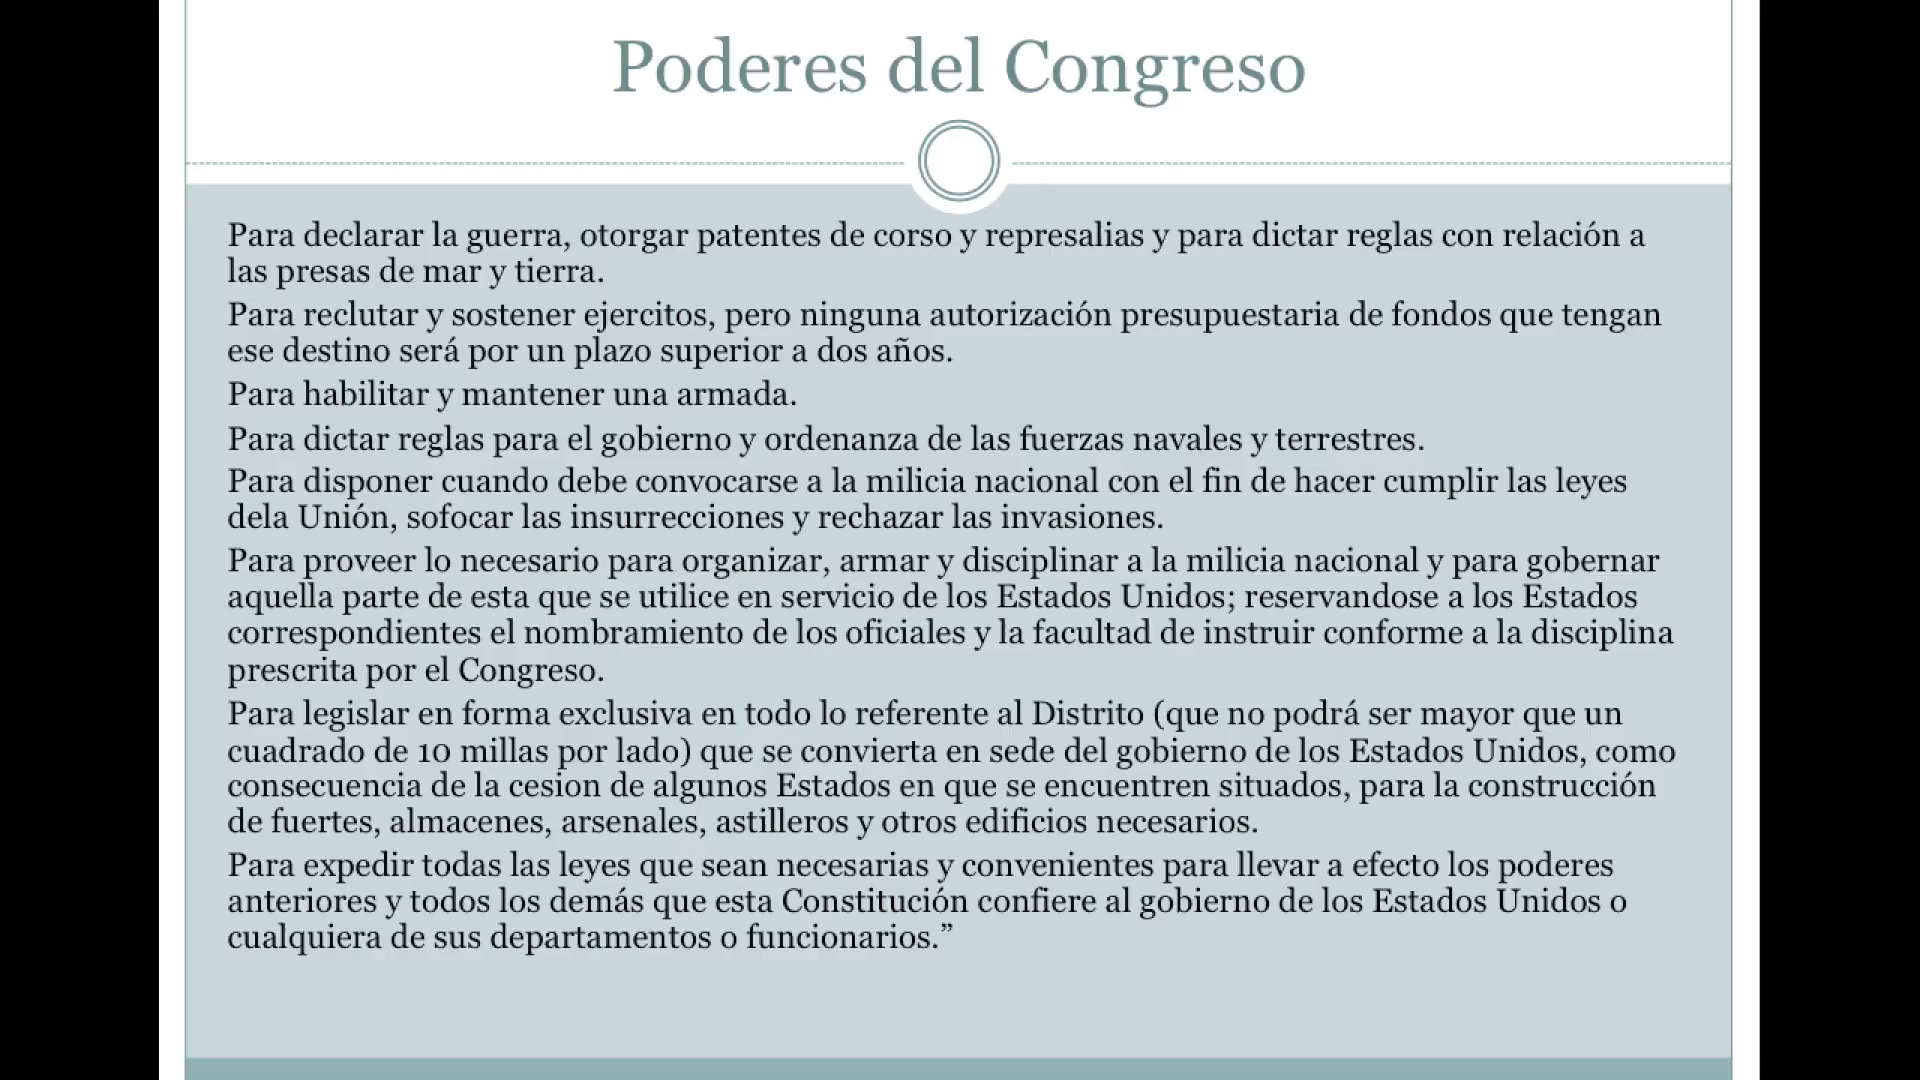 Poderes del Congreso
Para declarar la guerra, otorgar patentes de corso y represalias y para dictar reglas con relación a
las presas de mar y tierra.
Para reclutar y sostener ejercitos, pero ninguna autorización presupuestaria de fondos que tengan
ese destino será por un plazo superior a dos años.
Para habilitar y mantener una armada.
Para dictar reglas para el gobierno y ordenanza de las fuerzas navales y terrestres.
Para disponer cuando debe convocarse a la milicia nacional con el fin de hacer cumplir las leyes
dela Unión, sofocar las insurrecciones y rechazar las invasiones.
Para proveer lo necesario para organizar, armar y disciplinar a la milicia nacional y para gobernar
aquella parte de esta que se utilice en servicio de los Estados Unidos; reservandose a los Estados
correspondientes el nombramiento de los oficiales y la facultad de instruir conforme a la disciplina
prescrita por el Congreso.
Para legislar en forma exclusiva en todo lo referente al Distrito (que no podrá ser mayor que un
cuadrado de 10 millas por lado) que se convierta en sede del gobierno de los Estados Unidos, como
consecuencia de la cesion de algunos Estados en que se encuentren situados, para la construcción
de fuertes, almacenes, arsenales, astilleros y otros edificios necesarios.
Para expedir todas las leyes que sean necesarias y convenientes para llevar a efecto los poderes
anteriores y todos los demás que esta Constitución confiere al gobierno de los Estados Unidos o
cualquiera de sus departamentos o funcionarios.”